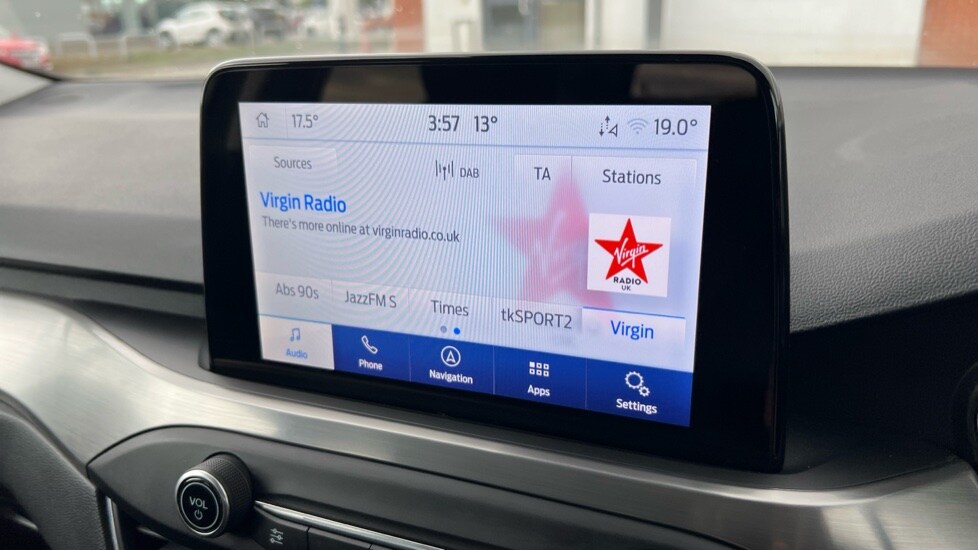 17.5° 3:57 13° 19.0°
Sources DAB TA Stations
Virgin Radio
There's more online at virginradio.co.uk
Virgin
RADIO
UK
Abs 90s JazzFM S Times tkSPORT2 Virgin
Audio Phone Navigation Apps Settings
VOL